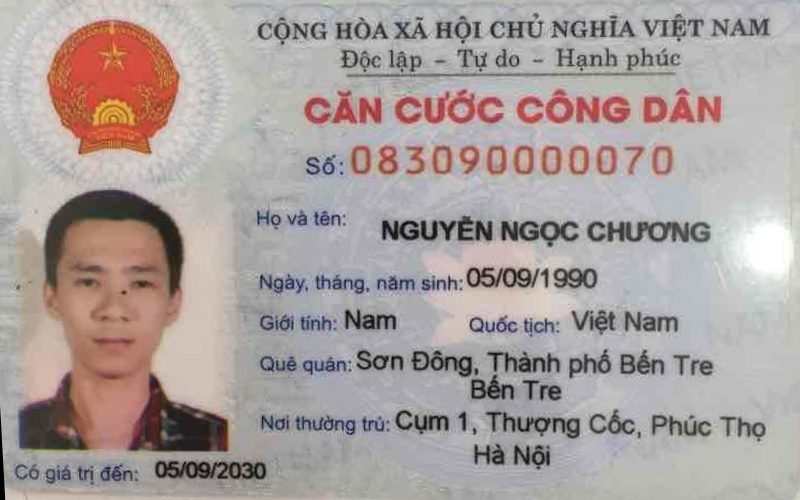 CỘNG HÒA XÃ HỘI CHỦ NGHĨA VIỆT NAM
Độc lập – Tự do – Hạnh phúc
CĂN CƯỚC CÔNG DÂN
Số: 083090000070
Họ và tên: NGUYỄN NGỌC CHƯƠNG
Ngày, tháng, năm sinh: 05/09/1990
Giới tính: Nam Quốc tịch: Việt Nam
Quê quán: Sơn Đông, Thành phố Bến Tre
Bến Tre
Nơi thường trú: Cụm 1, Thượng Cốc, Phúc Thọ
Hà Nội
Có giá trị đến: 05/09/2030